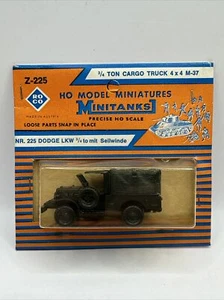 Z-225
ROCO
MADE IN AUSTRIA
3/4 TON CARGO TRUCK 4 x 4 M-37
HO MODEL MINIATURES
MINITANKS
PRECISE HO SCALE
LOOSE PARTS SNAP IN PLACE
NR. 225 DODGE LKW 3/4 to mit Seilwinde